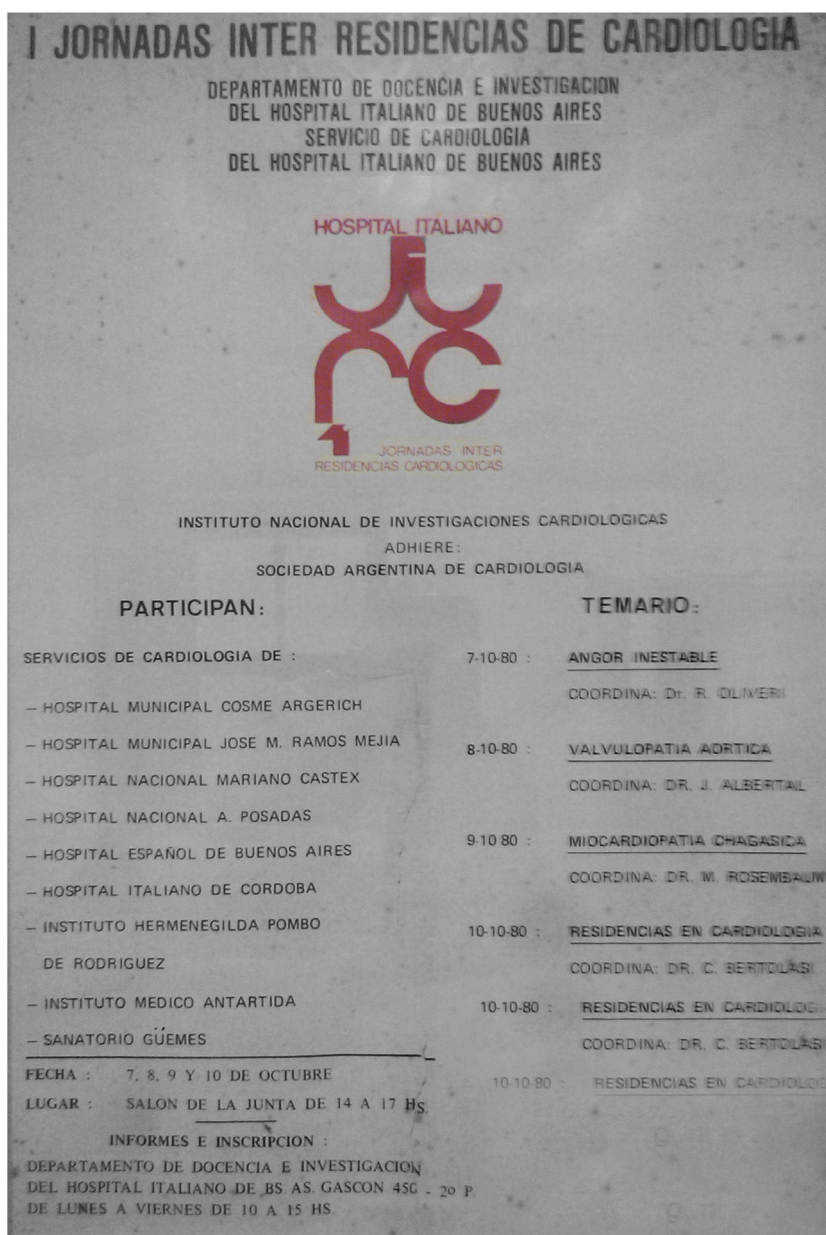 I JORNADAS INTER RESIDENCIAS DE CARDIOLOGIA
DEPARTAMENTO DE DOCENCIA E INVESTIGACION
DEL HOSPITAL ITALIANO DE BUENOS AIRES
SERVICIO DE CARDIOLOGIA
DEL HOSPITAL ITALIANO DE BUENOS AIRES
HOSPITAL ITALIANO
JI
rc
1
JORNADAS INTER
RESIDENCIAS CARDIOLOGICAS
INSTITUTO NACIONAL DE INVESTIGACIONES CARDIOLOGICAS
ADHIERE:
SOCIEDAD ARGENTINA DE CARDIOLOGIA
PARTICIPAN:
SERVICIOS DE CARDIOLOGIA DE :
– HOSPITAL MUNICIPAL COSME ARGERICH
– HOSPITAL MUNICIPAL JOSE M. RAMOS MEJIA
– HOSPITAL NACIONAL MARIANO CASTEX
– HOSPITAL NACIONAL A. POSADAS
– HOSPITAL ESPAÑOL DE BUENOS AIRES
– HOSPITAL ITALIANO DE CORDOBA
– INSTITUTO HERMENEGILDA POMBO
DE RODRIGUEZ
– INSTITUTO MEDICO ANTARTIDA
– SANATORIO GÜEMES
FECHA : 7, 8, 9 Y 10 DE OCTUBRE
LUGAR : SALON DE LA JUNTA DE 14 A 17 HS.
INFORMES E INSCRIPCION :
DEPARTAMENTO DE DOCENCIA E INVESTIGACION
DEL HOSPITAL ITALIANO DE BS. AS. GASCON 450 - 2o P.
DE LUNES A VIERNES DE 10 A 15 HS.
TEMARIO:
7-10-80 : ANGOR INESTABLE
COORDINA: Dr. R. OLIVERI
8-10-80 : VALVULOPATIA AORTICA
COORDINA: DR. J. ALBERTAL
9-10 80 : MIOCARDIOPATIA CHAGASICA
COORDINA: DR. M. ROSEMBAUM
10-10-80 : RESIDENCIAS EN CARDIOLOGIA
COORDINA: DR. C. BERTOLASI
10-10-80 : RESIDENCIAS EN CARDIOLOG
COORDINA: DR. C. BERTOLASI
10-10-80 : RESIDENCIAS EN CARDIOLOG